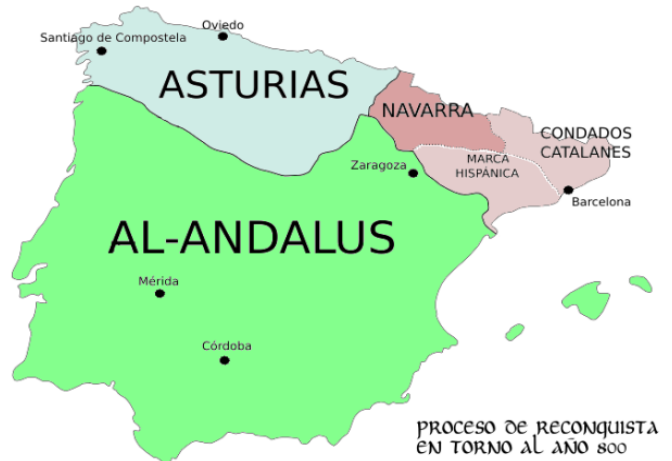 Oviedo
Santiago de Compostela
ASTURIAS
NAVARRA
CONDADOS
CATALANES
MARCA
HISPÁNICA
Zaragoza
Barcelona
AL-ANDALUS
Mérida
Córdoba
PROCESO DE RECONQUISTA
EN TORNO AL AÑO 800